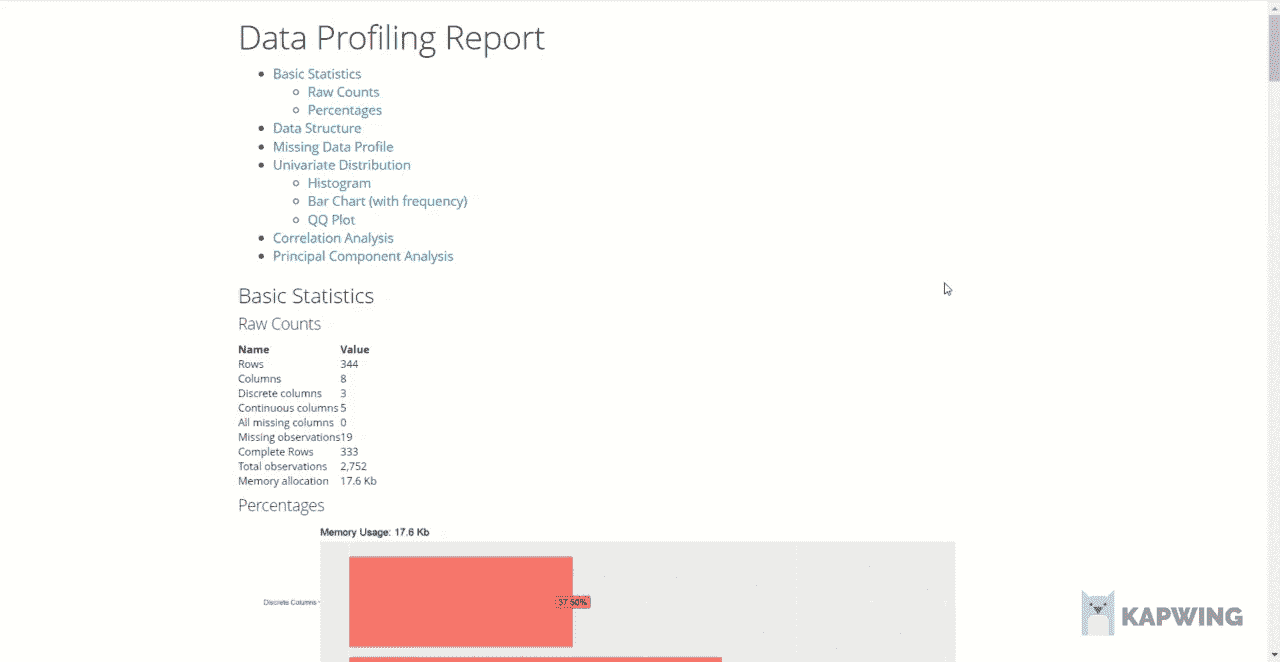 Data Profiling Report
Basic Statistics
Raw Counts
Percentages
Data Structure
Missing Data Profile
Univariate Distribution
Histogram
Bar Chart (with frequency)
QQ Plot
Correlation Analysis
Principal Component Analysis
Basic Statistics
Raw Counts
Name Value
Rows 344
Columns 8
Discrete columns 3
Continuous columns 5
All missing columns 0
Missing observations 19
Complete Rows 333
Total observations 2,752
Memory allocation 17.6 Kb
Percentages
Memory Usage: 17.6 Kb
Discrete Columns
37.50%
KAPWING